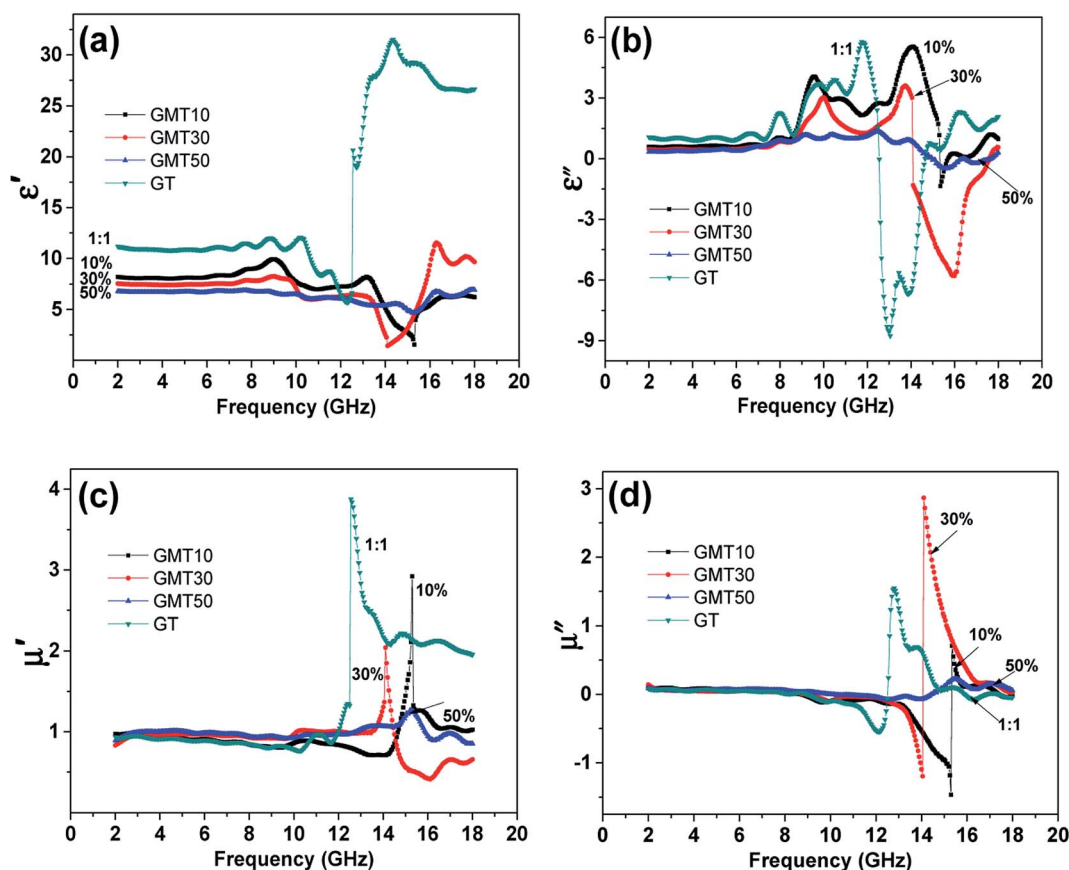 (a)
30
25
20
15
10
5
ε'
GMT10
GMT30
GMT50
GT
1:1
10%
30%
50%
0 2 4 6 8 10 12 14 16 18 20
Frequency (GHz)
(b)
6
3
0
-3
-6
-9
ε"
1:1
10%
30%
50%
GMT10
GMT30
GMT50
GT
0 2 4 6 8 10 12 14 16 18 20
Frequency (GHz)
(c)
4
3
2
1
0
μ'
GMT10
GMT30
GMT50
GT
1:1
10%
30%
50%
0 2 4 6 8 10 12 14 16 18 20
Frequency (GHz)
(d)
3
2
1
0
-1
μ"
GMT10
GMT30
GMT50
GT
30%
10%
50%
1:1
0 2 4 6 8 10 12 14 16 18 20
Frequency (GHz)